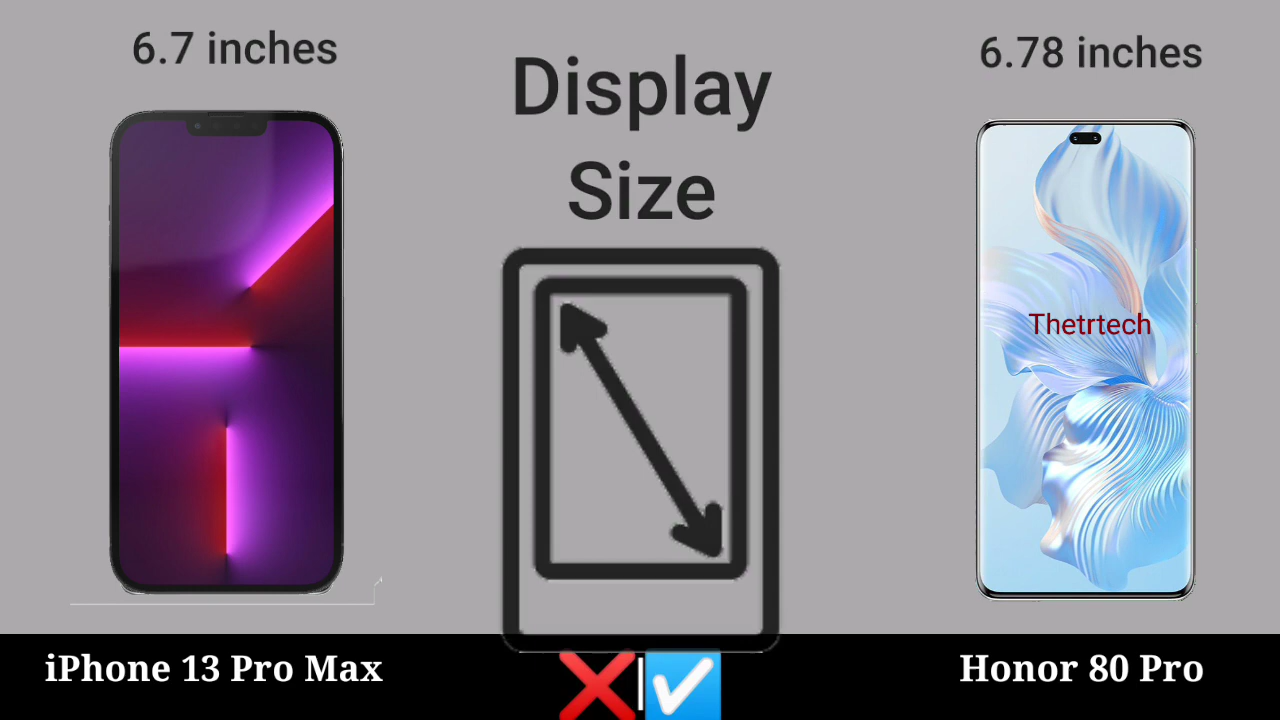 6.7 inches
Display
Size
6.78 inches
Thetrtech
iPhone 13 Pro Max
Honor 80 Pro